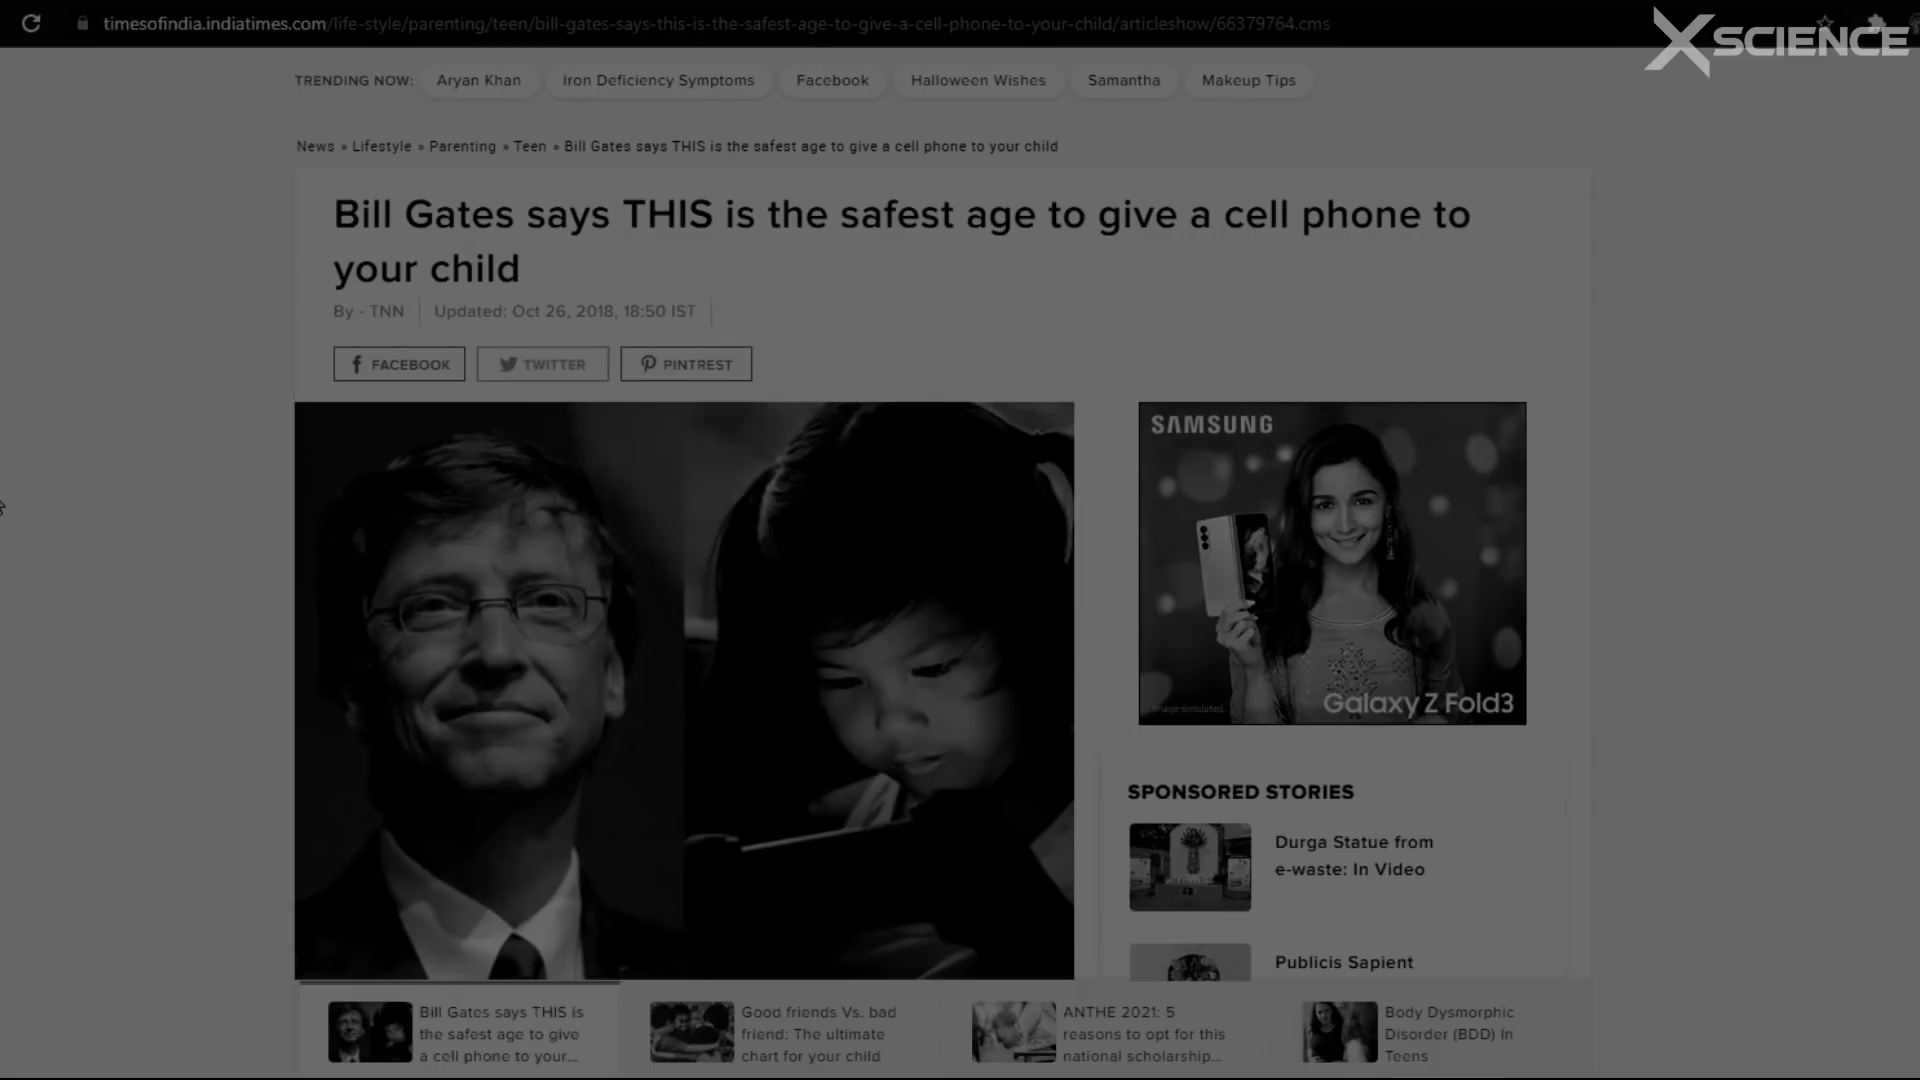 timesofindia.indiatimes.com/life-style/parenting/teen/bill-gates-says-this-is-the-safest-age-to-give-a-cell-phone-to-your-child/articleshow/66379764.cms
XSCIENCE
TRENDING NOW: Aryan Khan Iron Deficiency Symptoms Facebook Halloween Wishes Samantha Makeup Tips
News » Lifestyle » Parenting » Teen » Bill Gates says THIS is the safest age to give a cell phone to your child
Bill Gates says THIS is the safest age to give a cell phone to
your child
By - TNN Updated: Oct 26, 2018, 18:50 IST
FACEBOOK TWITTER PINTREST
SAMSUNG
Image simulated.
Galaxy Z Fold3
SPONSORED STORIES
Durga Statue from
e-waste: In Video
Publicis Sapient
Bill Gates says THIS is
the safest age to give
a cell phone to your...
Good friends Vs. bad
friend: The ultimate
chart for your child
ANTHE 2021: 5
reasons to opt for this
national scholarship...
Body Dysmorphic
Disorder (BDD) In
Teens